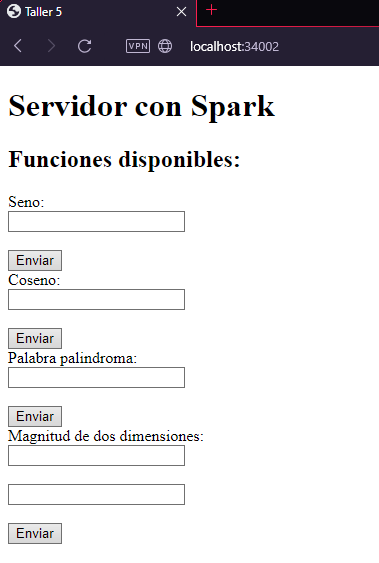 Taller 5
VPN
localhost:34002
Servidor con Spark
Funciones disponibles:
Seno:
Enviar
Coseno:
Enviar
Palabra palindroma:
Enviar
Magnitud de dos dimensiones:
Enviar